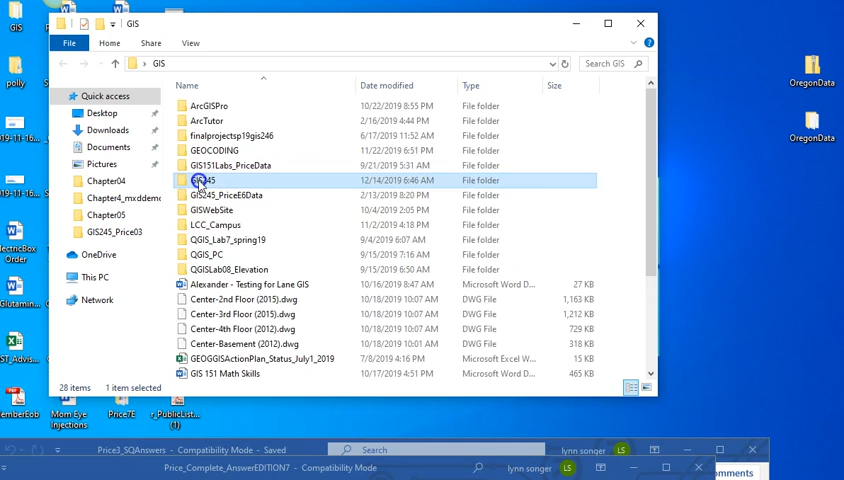 GIS
polly
2019-11-16...
2019-11-16...
ElectricBox
Order
Glutamin...
ST_Advis...
MemberEob
Mom Eye
Injections
Price7E
r_PublicList...
(1)
OregonData
OregonData
GIS
File Home Share View
GIS
Search GIS
Name Date modified Type Size
Quick access
Desktop
Downloads
Documents
Pictures
Chapter04
Chapter4_mxddemo
Chapter05
GIS245_Price03
OneDrive
This PC
Network
ArcGISPro 10/22/2019 8:55 PM File folder
ArcTutor 2/16/2019 4:44 PM File folder
finalprojectsp19gis246 6/17/2019 11:52 AM File folder
GEOCODING 11/22/2019 6:51 PM File folder
GIS151Labs_PriceData 9/21/2019 5:31 AM File folder
GIS245 12/14/2019 6:46 AM File folder
GIS245_PriceE6Data 2/13/2019 8:20 PM File folder
GISWebSite 10/4/2019 2:05 PM File folder
LCC_Campus 11/2/2019 4:18 PM File folder
QGIS_Lab7_spring19 9/4/2019 6:07 AM File folder
QGIS_PC 9/15/2019 7:16 AM File folder
QGISLab08_Elevation 9/15/2019 6:50 AM File folder
Alexander - Testing for Lane GIS 10/16/2019 8:47 AM Microsoft Word D... 27 KB
Center-2nd Floor (2015).dwg 10/18/2019 10:07 AM DWG File 1,163 KB
Center-3rd Floor (2015).dwg 10/18/2019 10:07 AM DWG File 1,212 KB
Center-4th Floor (2012).dwg 10/18/2019 10:07 AM DWG File 729 KB
Center-Basement (2012).dwg 10/18/2019 10:01 AM DWG File 318 KB
GEOGGISActionPlan_Status_July1_2019 7/8/2019 4:16 PM Microsoft Excel W... 15 KB
GIS 151 Math Skills 10/17/2019 4:51 PM Microsoft Word D... 465 KB
28 items 1 item selected
Price3_SQAnswers - Compatibility Mode - Saved Search lynn songer LS
Price_Complete_AnswerEDITION7 - Compatibility Mode lynn songer LS
omments